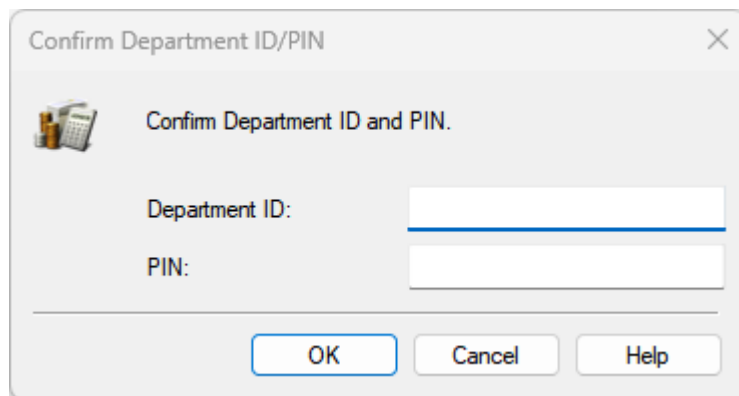 Confirm Department ID/PIN
Confirm Department ID and PIN.
Department ID:
PIN:
OK Cancel Help